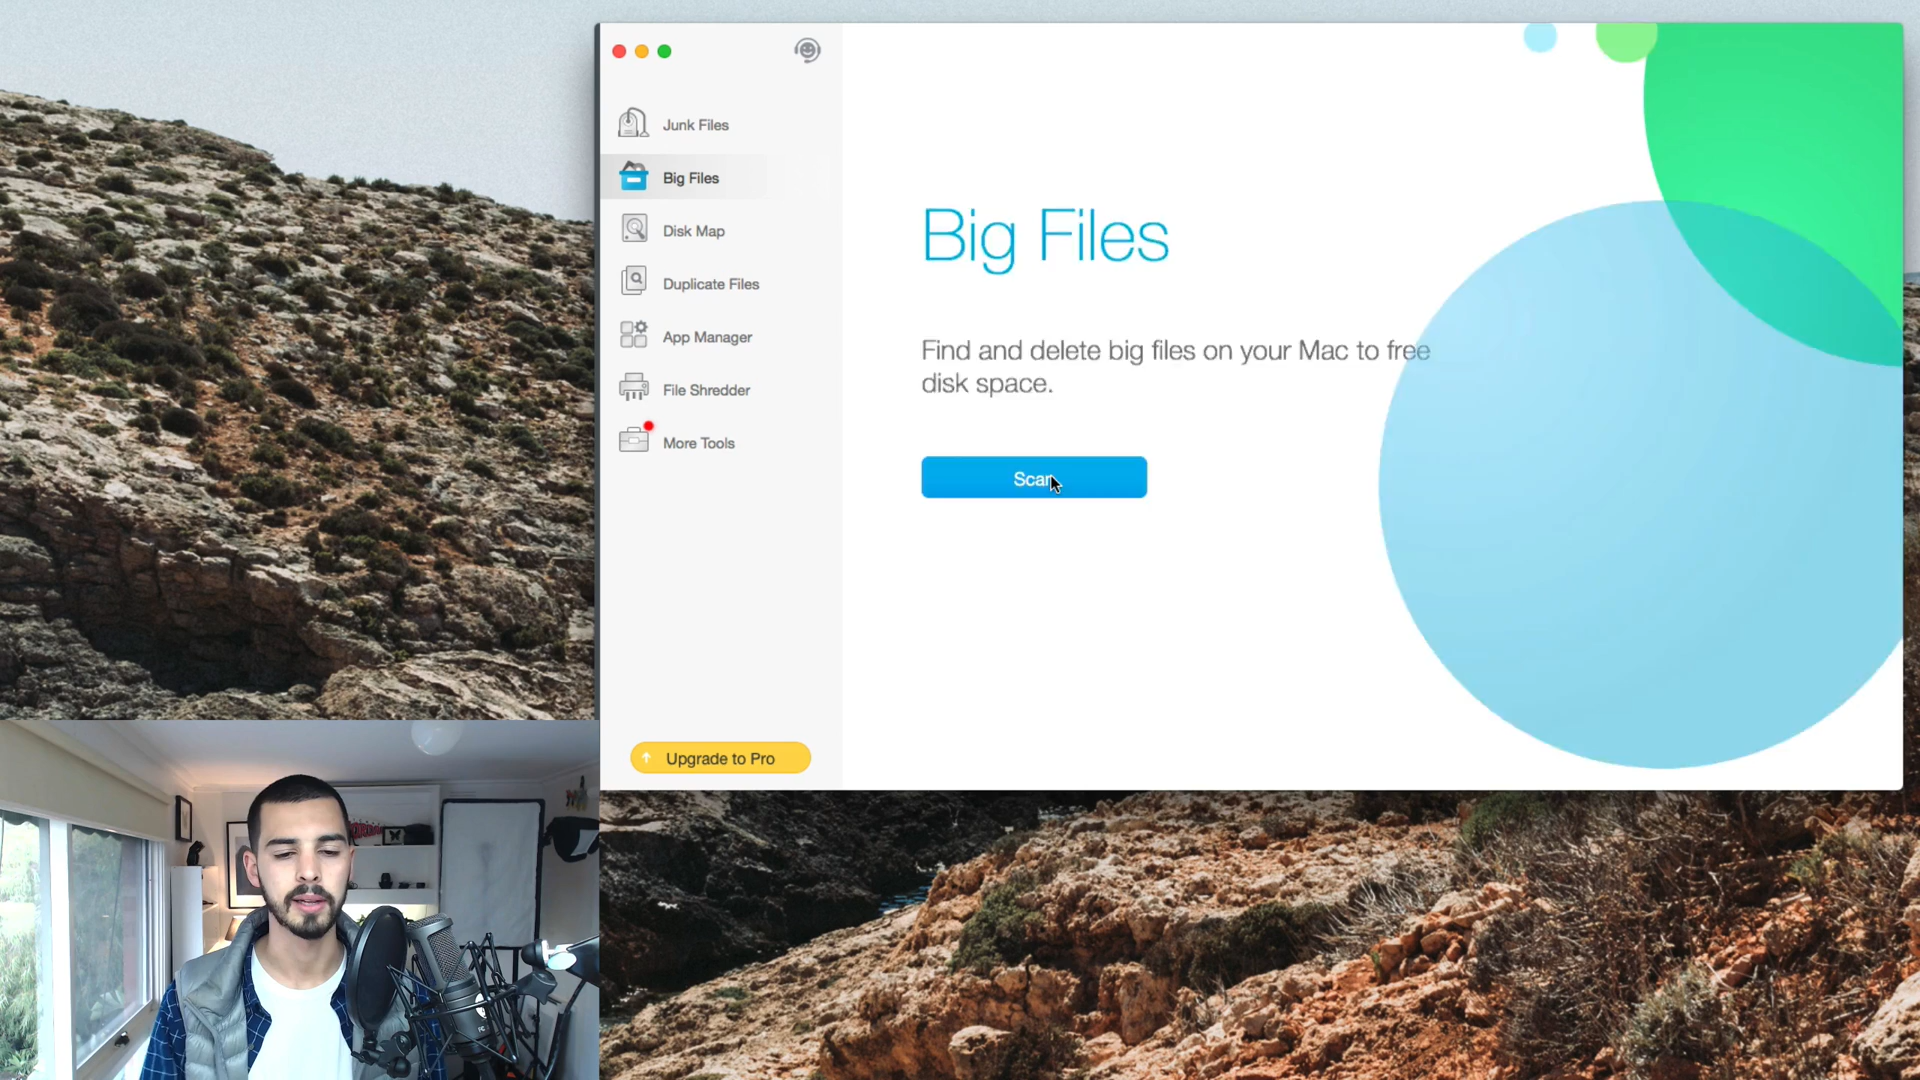 Junk Files
Big Files
Disk Map
Duplicate Files
App Manager
File Shredder
More Tools
Upgrade to Pro
Big Files
Find and delete big files on your Mac to free
disk space.
Scan